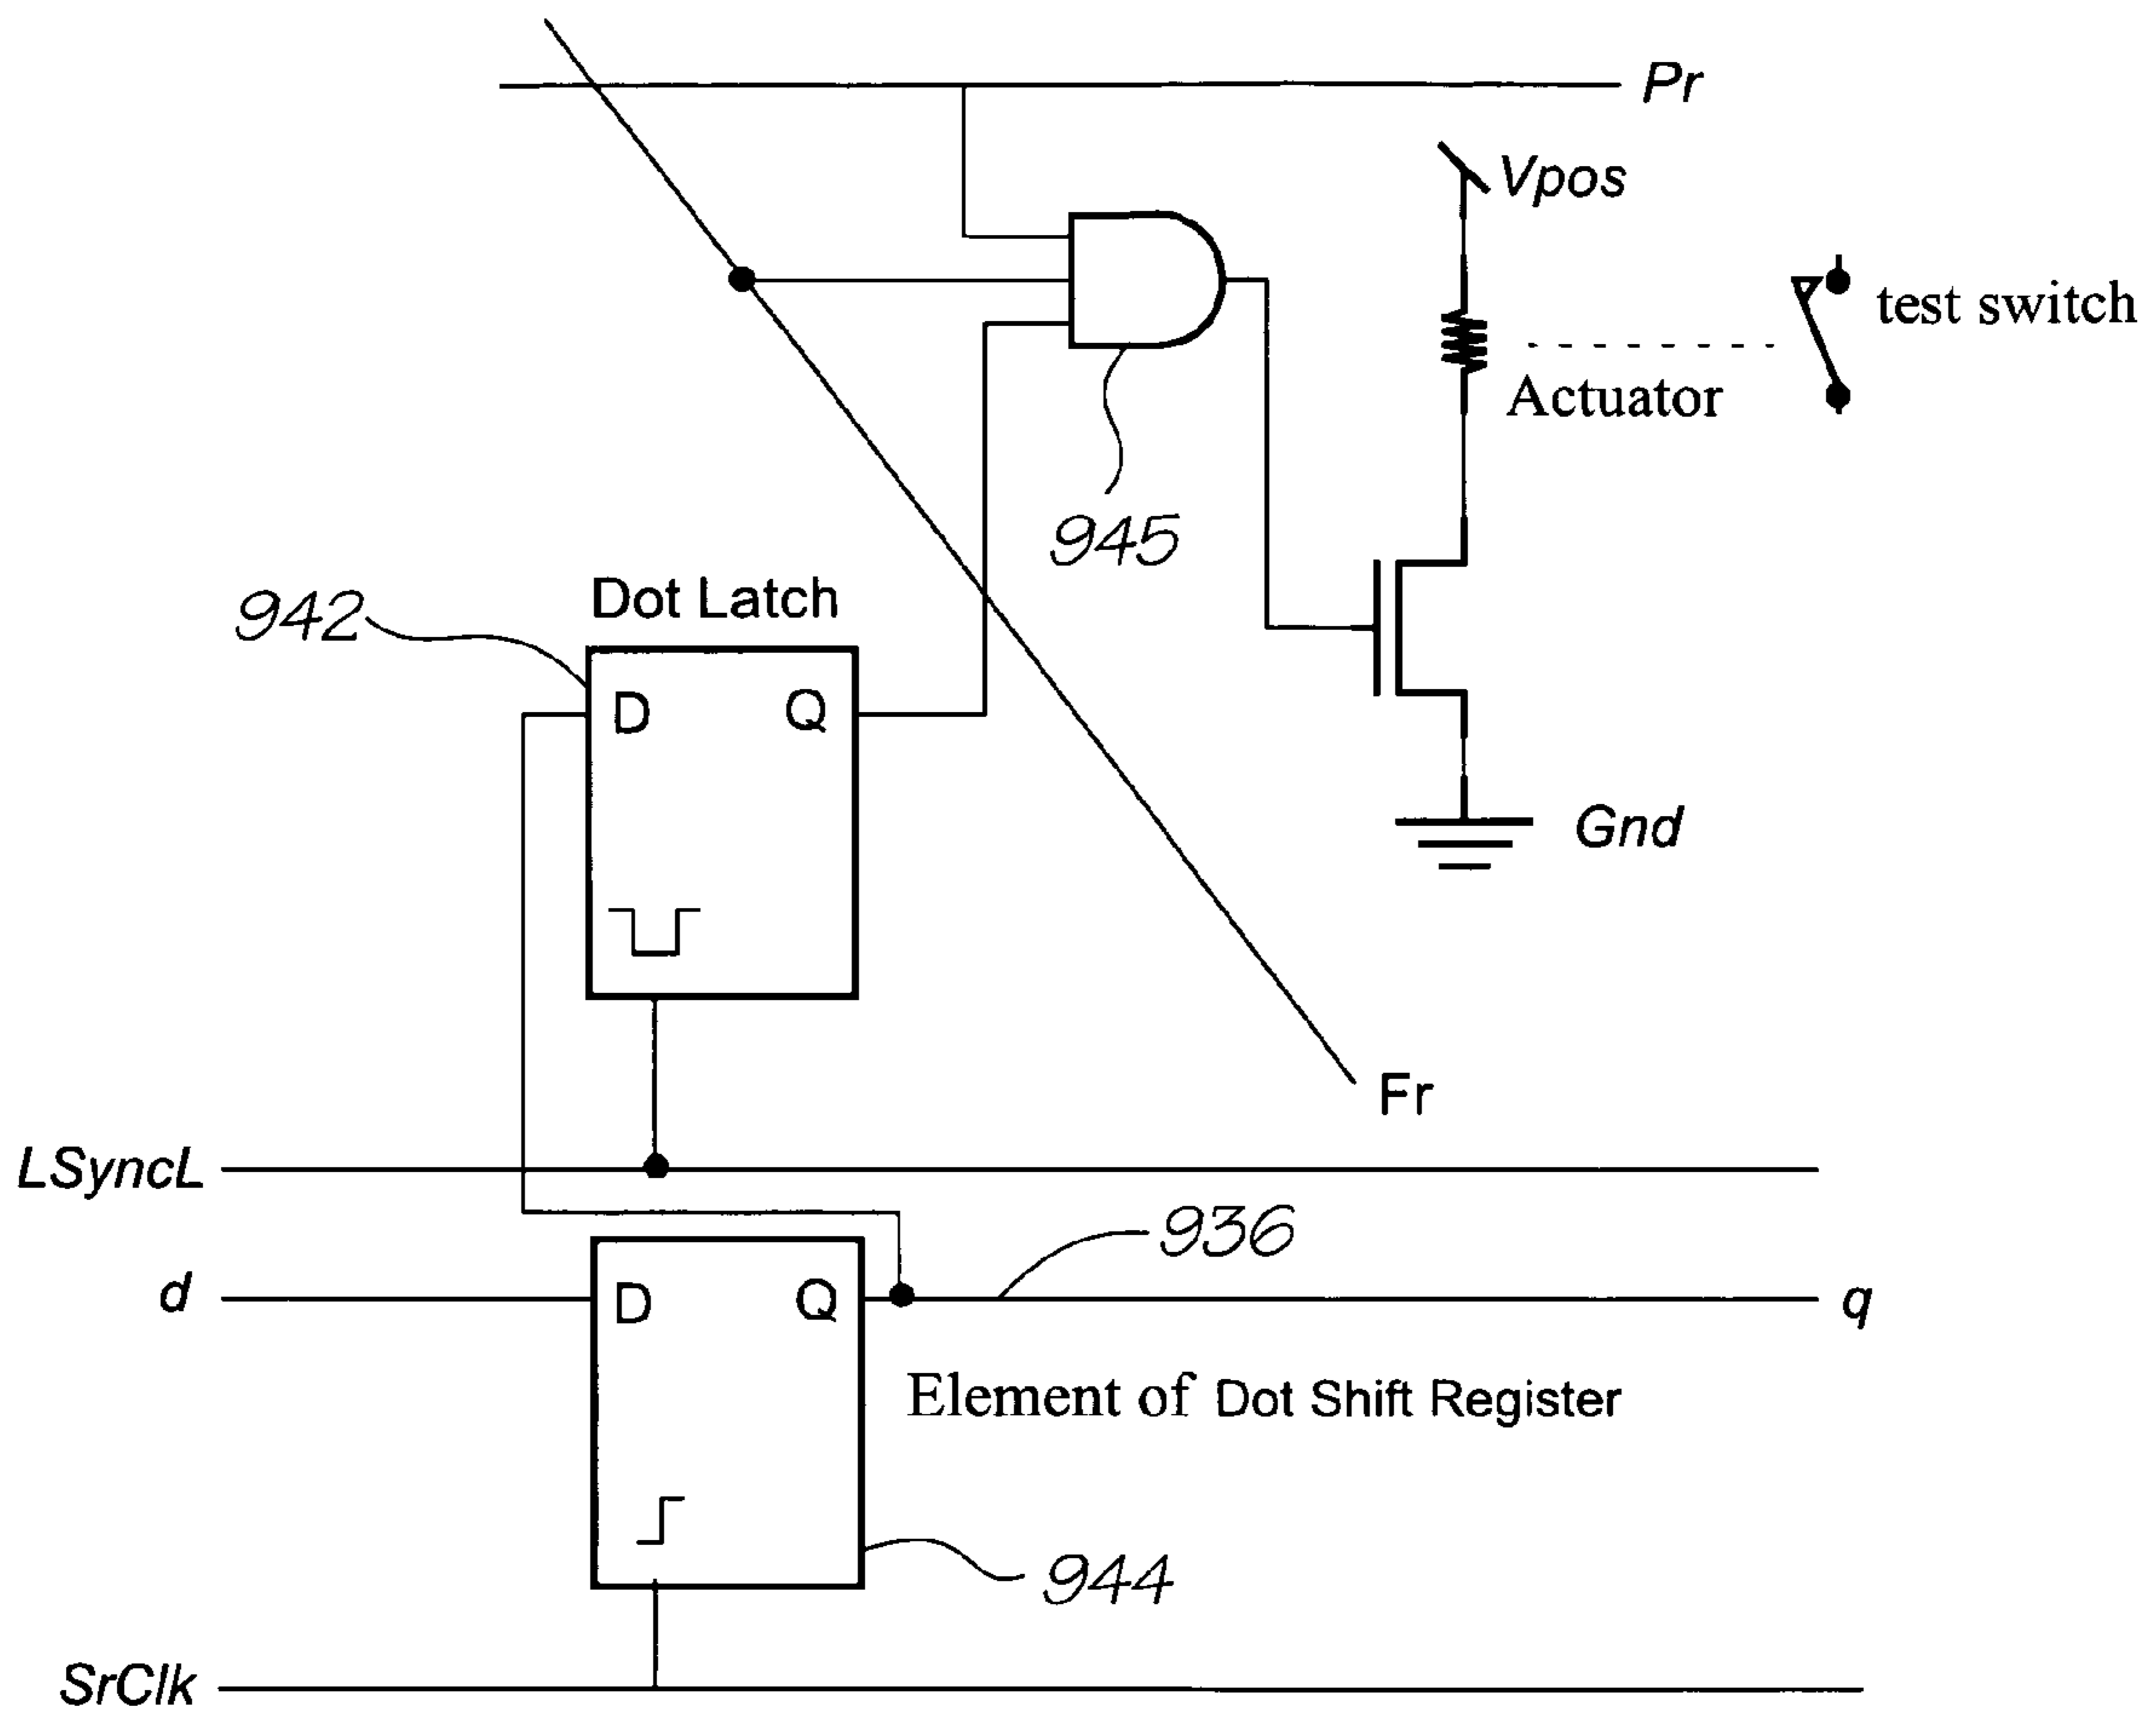 Pr
Vpos
test switch
Actuator
945
942
Dot Latch
D Q
Gnd
Fr
LSyncL
936
d
D Q
q
Element of Dot Shift Register
944
SrClk